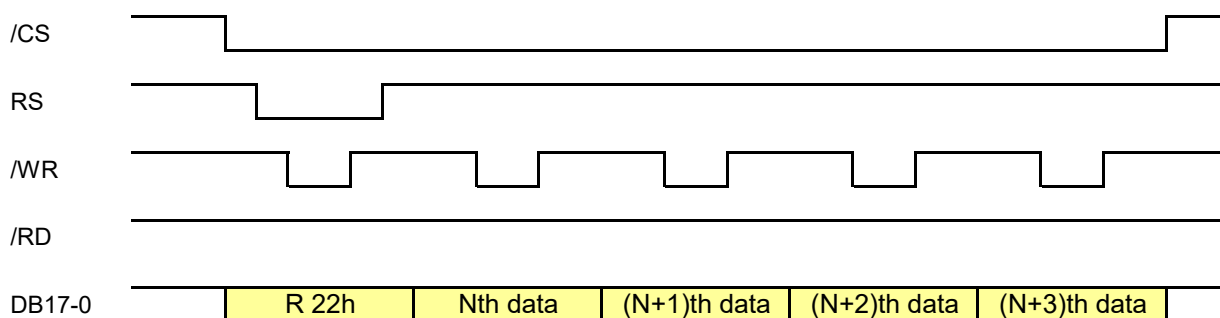 /CS
RS
/WR
/RD
DB17-0 R 22h Nth data (N+1)th data (N+2)th data (N+3)th data